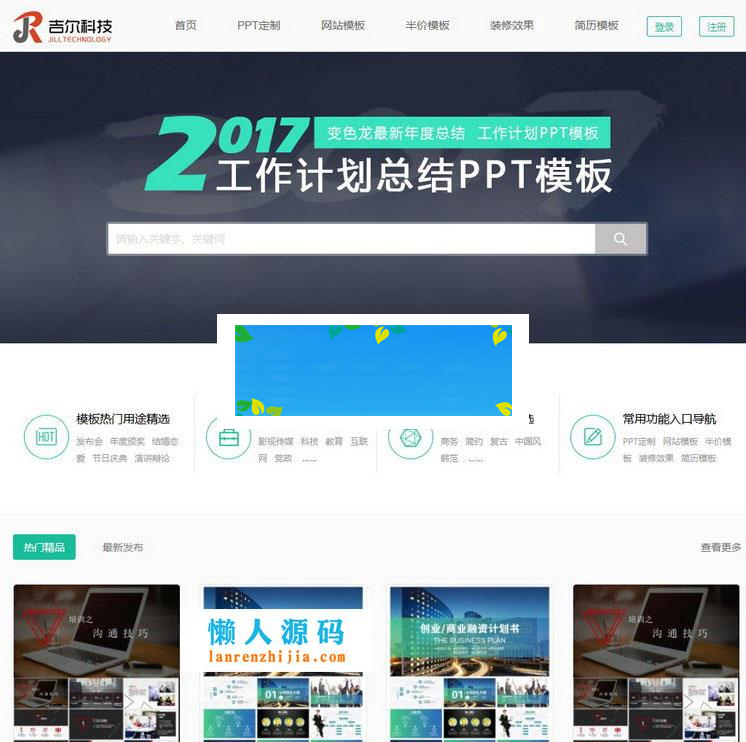 吉尔科技
JILLTECHNOLOGY
首页 PPT定制 网站模板 半价模板 装修效果 简历模板 登录 注册
2017 变色龙最新年度总结 工作计划PPT模板
工作计划总结PPT模板
请输入关键字，关键词
HOT
模板热门用途精选
发布会 年度颁奖 结婚恋
爱 节日庆典 演讲辩论
影视传媒 科技 教育 互联
网 党政 ......
选
商务 简约 复古 中国风
韩范 ......
常用功能入口导航
PPT定制 网站模板 半价模
板 装修效果 简历模板
热门精品 最新发布 查看更多
培训之
沟通技巧
懒人源码
lanrenzhijia.com
01
创业/商业融资计划书
THE BUSINESS PLAN
01
培训之
沟通技巧